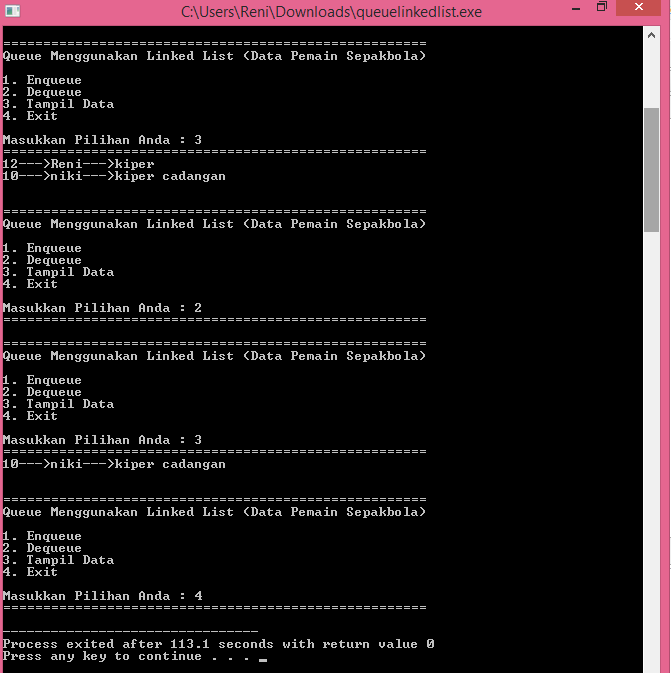 C:\Users\Reni\Downloads\queuelinkedlist.exe
=====================================================
Queue Menggunakan Linked List (Data Pemain Sepakbola)
1. Enqueue
2. Dequeue
3. Tampil Data
4. Exit
Masukkan Pilihan Anda : 3
=====================================================
12--->Reni--->kiper
10--->niki--->kiper cadangan
=====================================================
Queue Menggunakan Linked List (Data Pemain Sepakbola)
1. Enqueue
2. Dequeue
3. Tampil Data
4. Exit
Masukkan Pilihan Anda : 2
=====================================================
=====================================================
Queue Menggunakan Linked List (Data Pemain Sepakbola)
1. Enqueue
2. Dequeue
3. Tampil Data
4. Exit
Masukkan Pilihan Anda : 3
=====================================================
10--->niki--->kiper cadangan
=====================================================
Queue Menggunakan Linked List (Data Pemain Sepakbola)
1. Enqueue
2. Dequeue
3. Tampil Data
4. Exit
Masukkan Pilihan Anda : 4
=====================================================
--------------------------------
Process exited after 113.1 seconds with return value 0
Press any key to continue . . . _